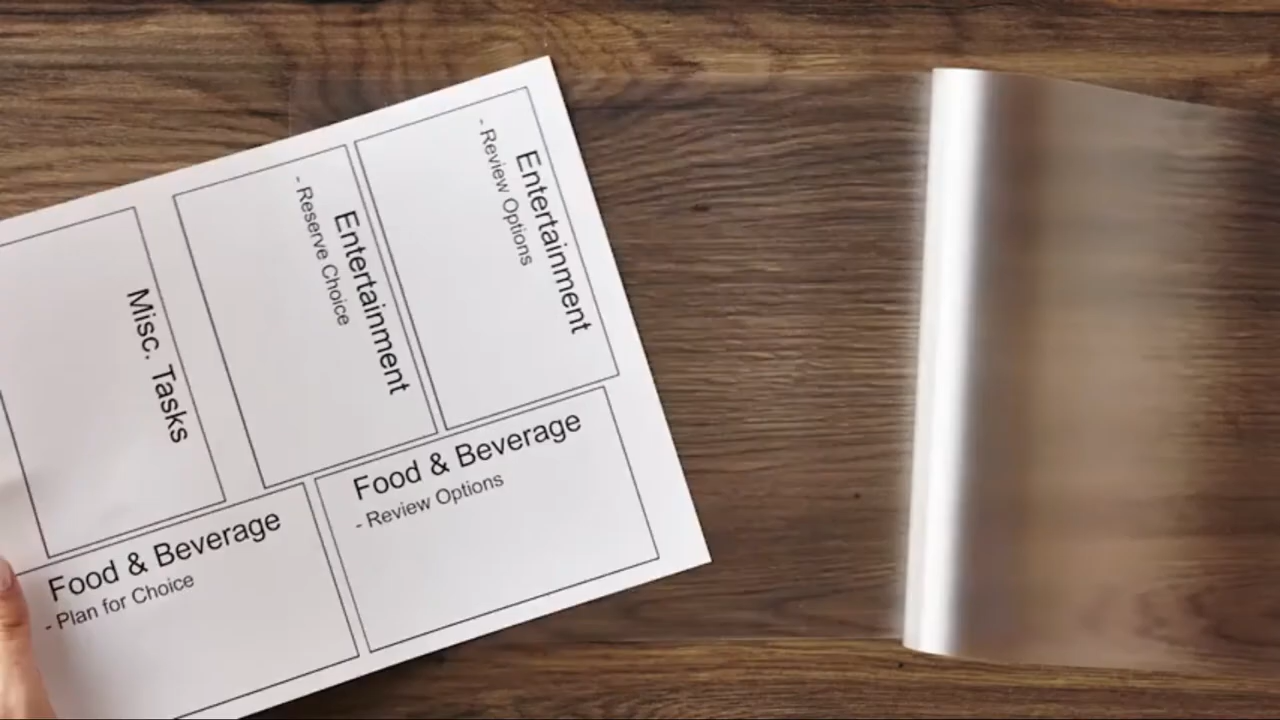 Entertainment
- Review Options
Entertainment
- Reserve Choice
Misc. Tasks
Food & Beverage
- Review Options
Food & Beverage
- Plan for Choice